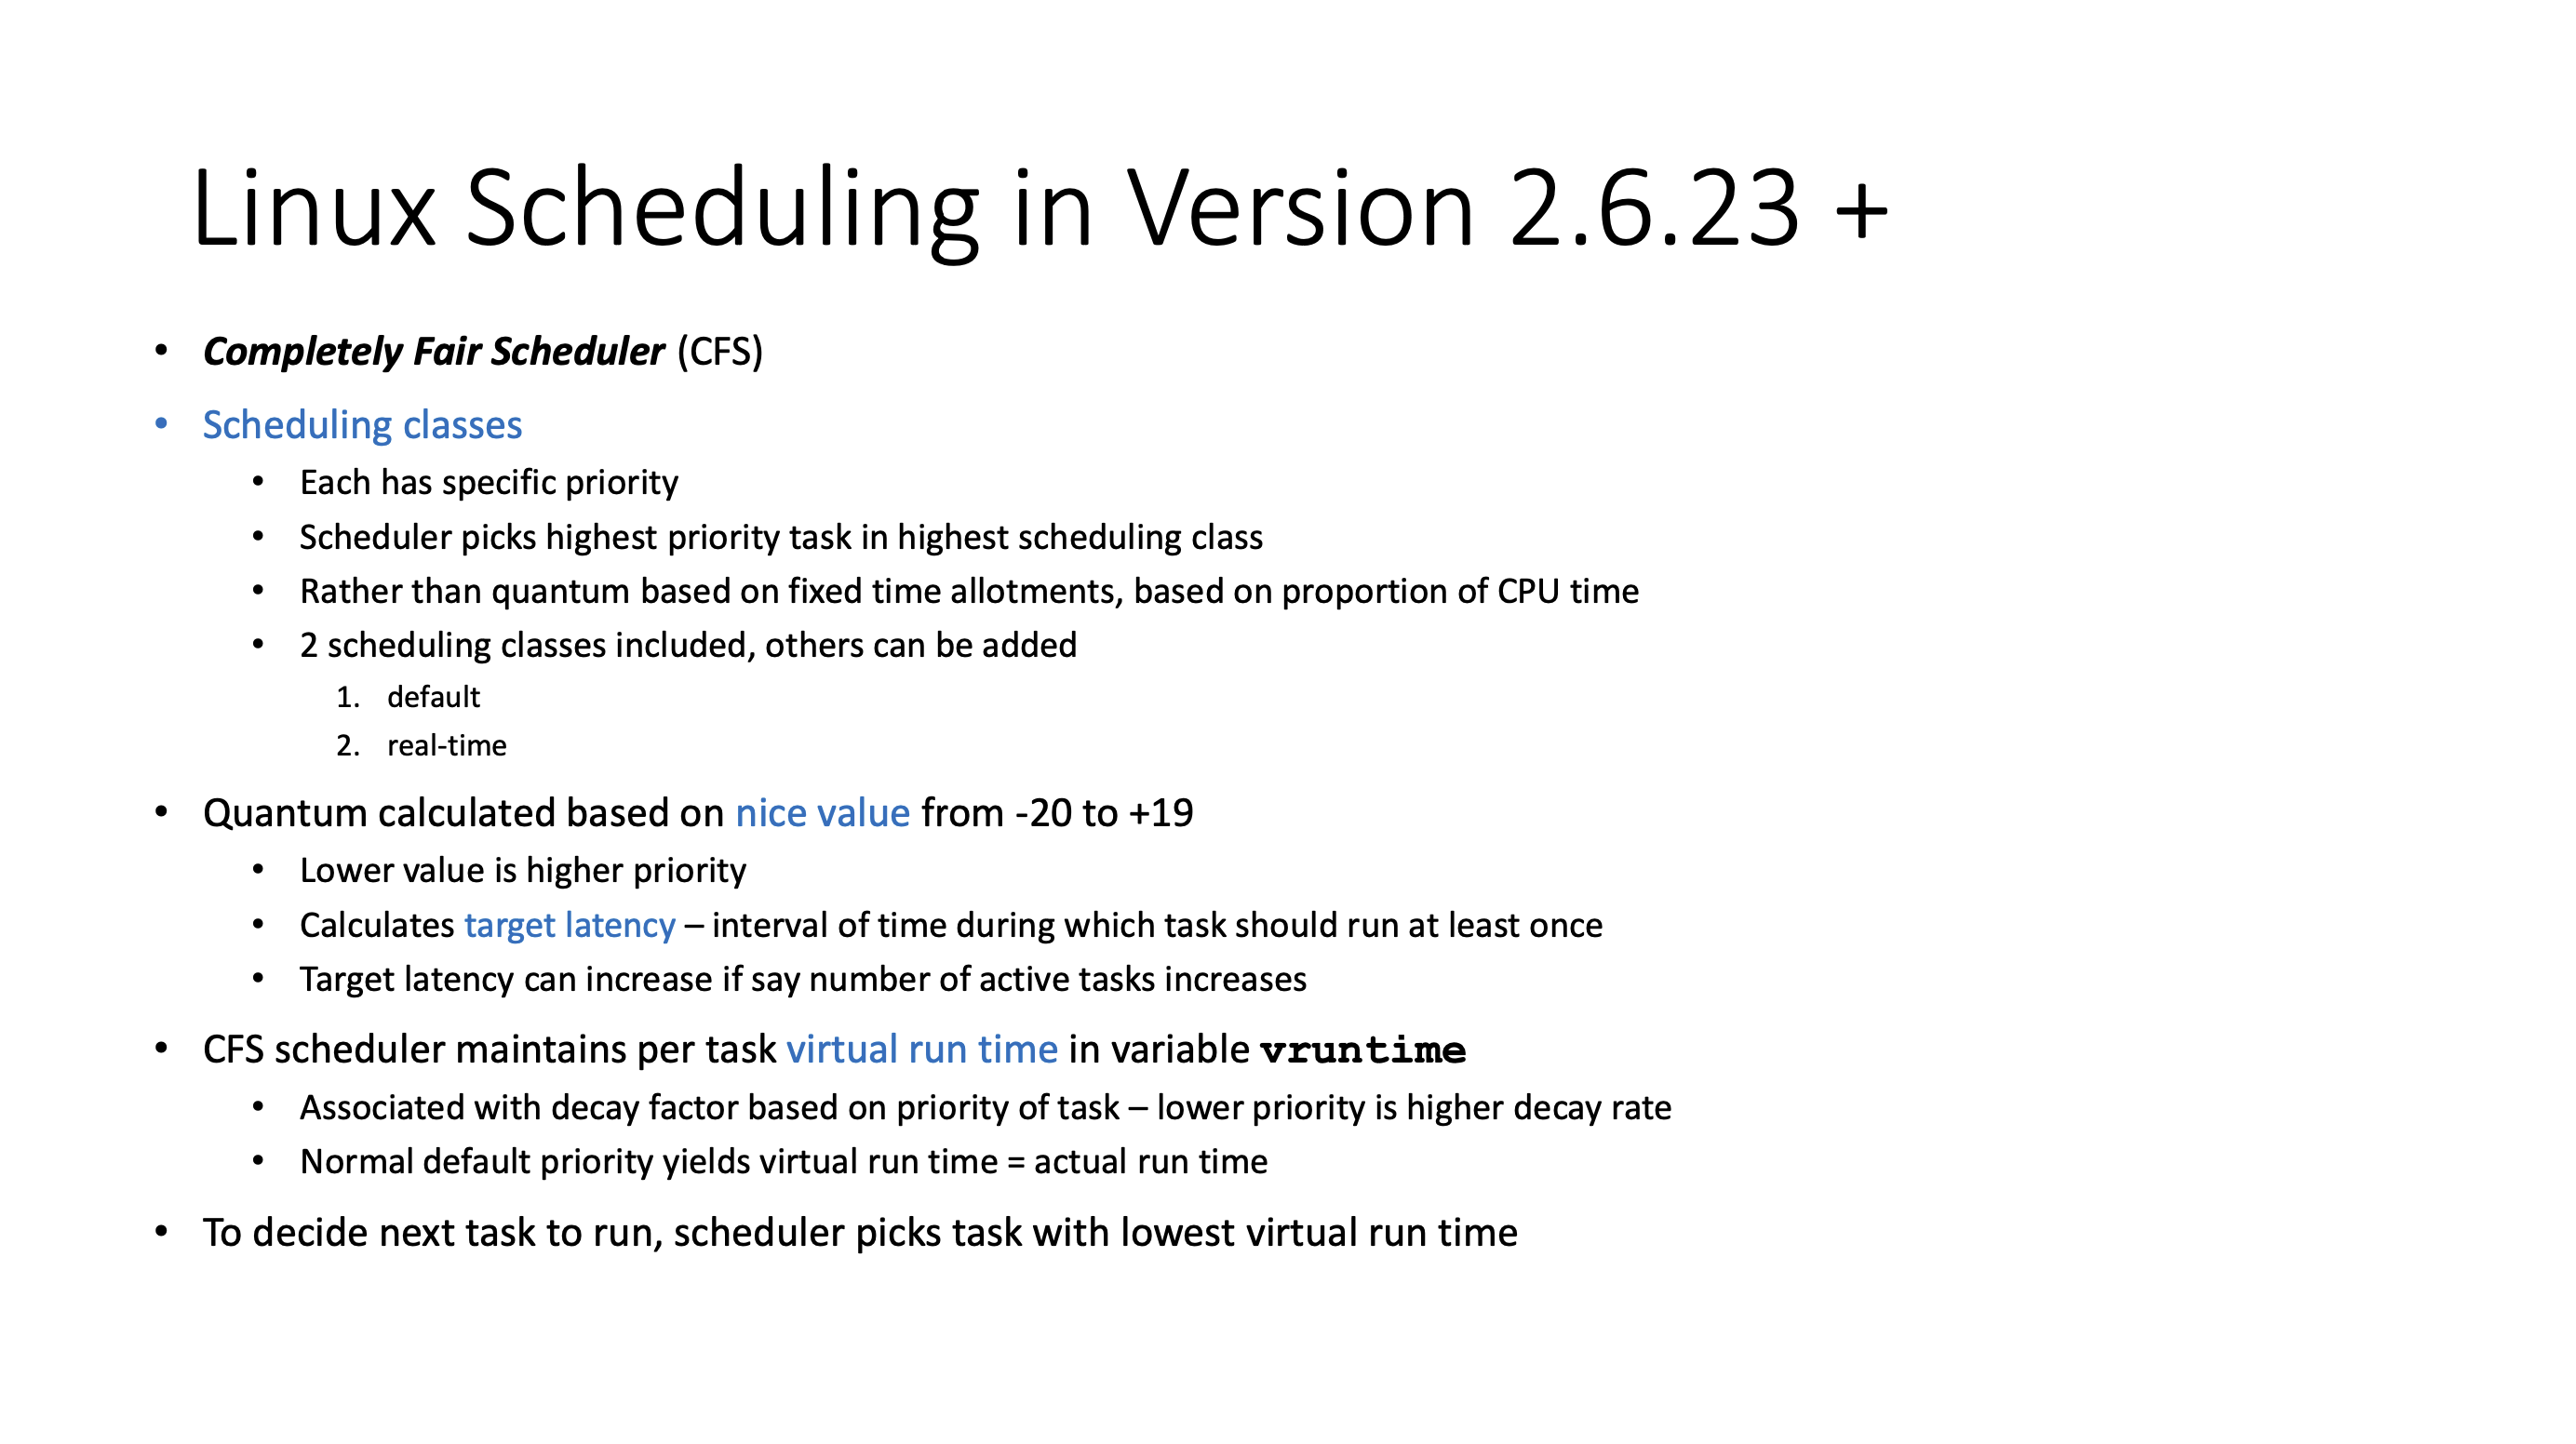 Linux Scheduling in Version 2.6.23 +
• Completely Fair Scheduler (CFS)
• Scheduling classes
• Each has specific priority
• Scheduler picks highest priority task in highest scheduling class
• Rather than quantum based on fixed time allotments, based on proportion of CPU time
• 2 scheduling classes included, others can be added
1. default
2. real-time
• Quantum calculated based on nice value from -20 to +19
• Lower value is higher priority
• Calculates target latency – interval of time during which task should run at least once
• Target latency can increase if say number of active tasks increases
• CFS scheduler maintains per task virtual run time in variable vruntime
• Associated with decay factor based on priority of task – lower priority is higher decay rate
• Normal default priority yields virtual run time = actual run time
• To decide next task to run, scheduler picks task with lowest virtual run time